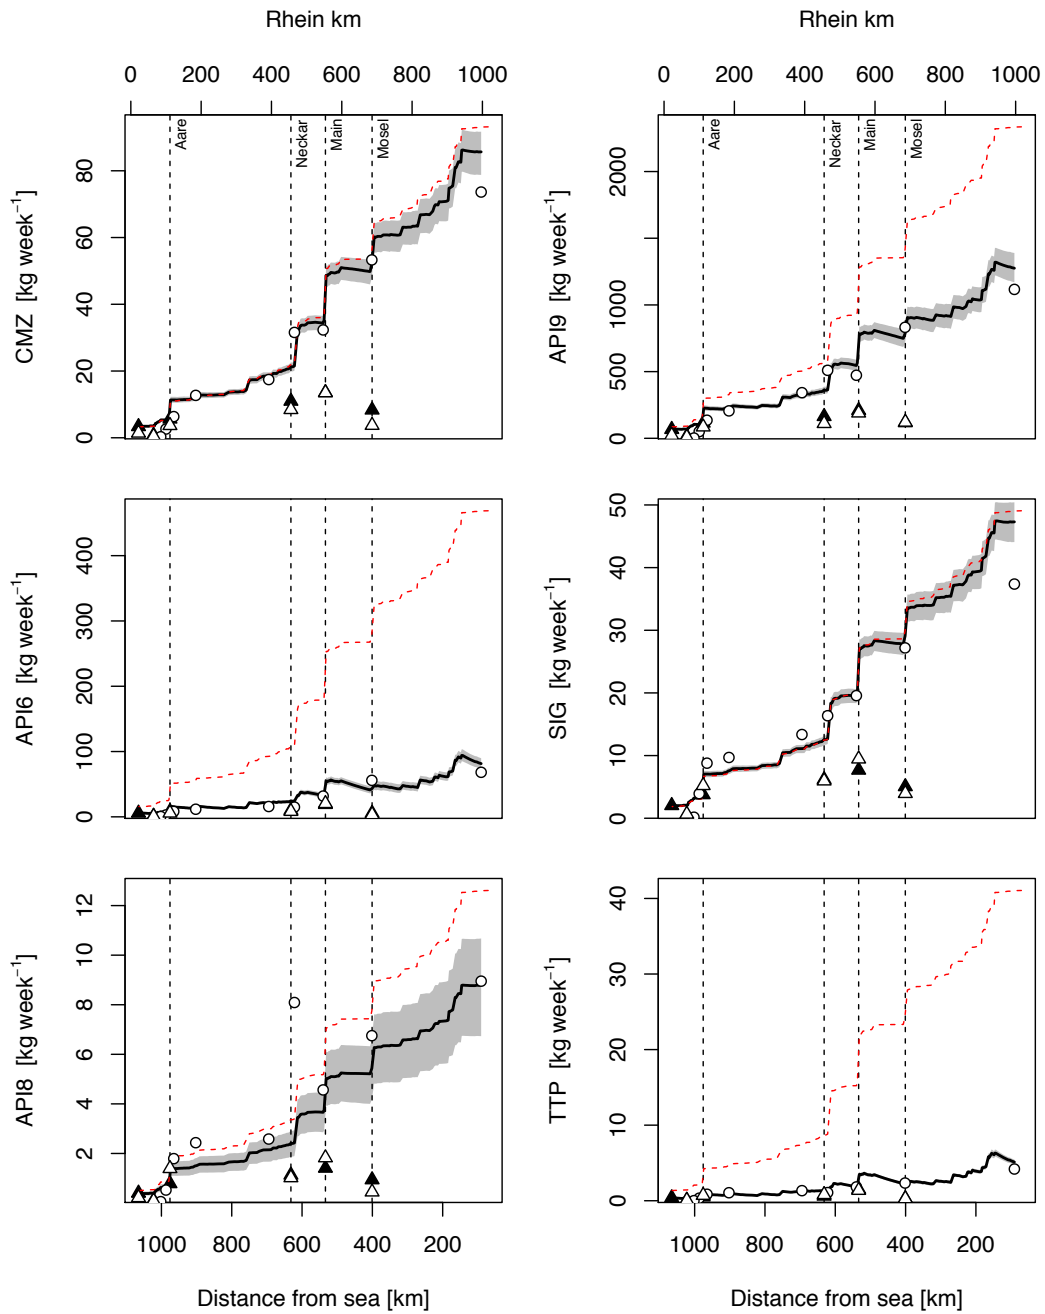 Rhein km
Rhein km
0 200 400 600 800 1000
0 200 400 600 800 1000
Aare
Neckar
Main
Mosel
Aare
Neckar
Main
Mosel
CMZ [kg week⁻¹]
80
60
40
20
0
API9 [kg week⁻¹]
2000
1000
500
0
API6 [kg week⁻¹]
400
300
200
100
0
SIG [kg week⁻¹]
50
40
30
20
10
0
API8 [kg week⁻¹]
12
10
8
6
4
2
TTP [kg week⁻¹]
40
30
20
10
0
1000 800 600 400 200
1000 800 600 400 200
Distance from sea [km]
Distance from sea [km]